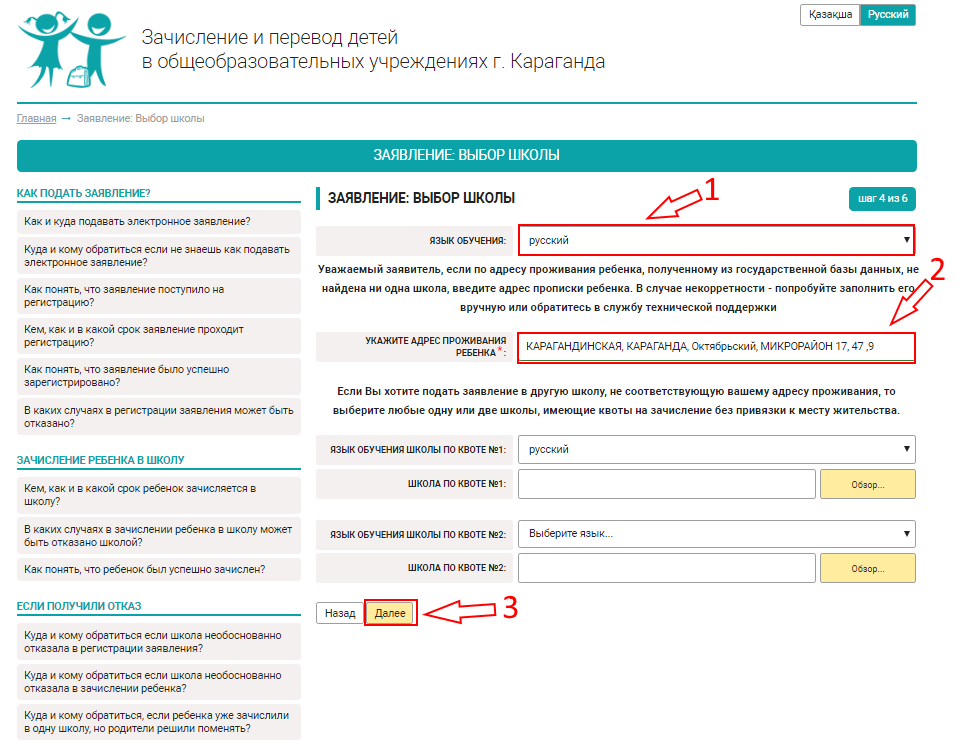 Қазақша Русский
Зачисление и перевод детей
в общеобразовательных учреждениях г. Караганда
Главная → Заявление: Выбор школы
ЗАЯВЛЕНИЕ: ВЫБОР ШКОЛЫ
КАК ПОДАТЬ ЗАЯВЛЕНИЕ?
Как и куда подавать электронное заявление?
Куда и кому обратиться если не знаешь как подавать
электронное заявление?
Как понять, что заявление поступило на
регистрацию?
Кем, как и в какой срок заявление проходит
регистрацию?
Как понять, что заявление было успешно
зарегистрировано?
В каких случаях в регистрации заявления может быть
отказано?
ЗАЧИСЛЕНИЕ РЕБЕНКА В ШКОЛУ
Кем, как и в какой срок ребенок зачисляется в
школу?
В каких случаях в зачислении ребенка в школу может
быть отказано школой?
Как понять, что ребенок был успешно зачислен?
ЕСЛИ ПОЛУЧИЛИ ОТКАЗ
Куда и кому обратиться если школа необоснованно
отказала в регистрации заявления?
Куда и кому обратиться если школа необоснованно
отказала в зачислении ребенка?
Куда и кому обратиться, если ребенка уже зачислили
в одну школу, но родители решили поменять?
ЗАЯВЛЕНИЕ: ВЫБОР ШКОЛЫ
шаг 4 из 6
1
ЯЗЫК ОБУЧЕНИЯ: русский
Уважаемый заявитель, если по адресу проживания ребенка, полученному из государственной базы данных, не
найдена ни одна школа, введите адрес прописки ребенка. В случае некорретности - попробуйте заполнить его
вручную или обратитесь в службу технической поддержки
2
УКАЖИТЕ АДРЕС ПРОЖИВАНИЯ
РЕБЕНКА *:
КАРАГАНДИНСКАЯ, КАРАГАНДА, Октябрьский, МИКРОРАЙОН 17, 47 ,9
Если Вы хотите подать заявление в другую школу, не соответствующую вашему адресу проживания, то
выберите любые одну или две школы, имеющие квоты на зачисление без привязки к месту жительства.
ЯЗЫК ОБУЧЕНИЯ ШКОЛЫ ПО КВОТЕ №1: русский
ШКОЛА ПО КВОТЕ №1: Обзор...
ЯЗЫК ОБУЧЕНИЯ ШКОЛЫ ПО КВОТЕ №2: Выберите язык...
ШКОЛА ПО КВОТЕ №2: Обзор...
Назад Далее 3